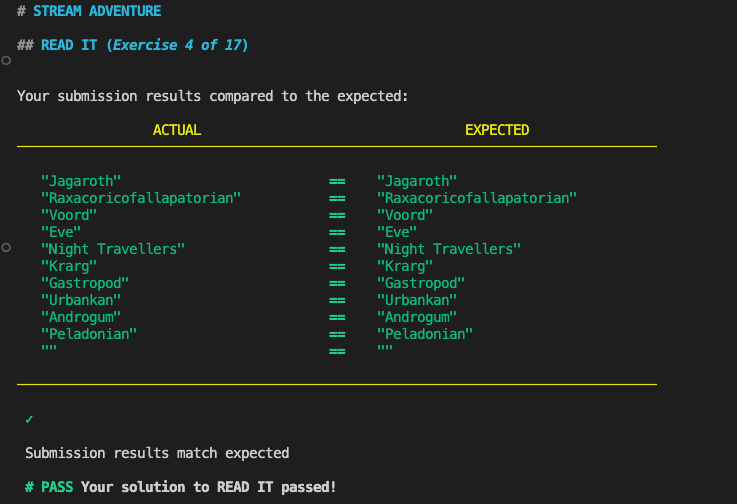 # STREAM ADVENTURE
## READ IT (Exercise 4 of 17)
Your submission results compared to the expected:
ACTUAL EXPECTED
"Jagaroth" == "Jagaroth"
"Raxacoricofallapatorian" == "Raxacoricofallapatorian"
"Voord" == "Voord"
"Eve" == "Eve"
"Night Travellers" == "Night Travellers"
"Krarg" == "Krarg"
"Gastropod" == "Gastropod"
"Urbankan" == "Urbankan"
"Androgum" == "Androgum"
"Peladonian" == "Peladonian"
"" == ""
✓
Submission results match expected
# PASS Your solution to READ IT passed!